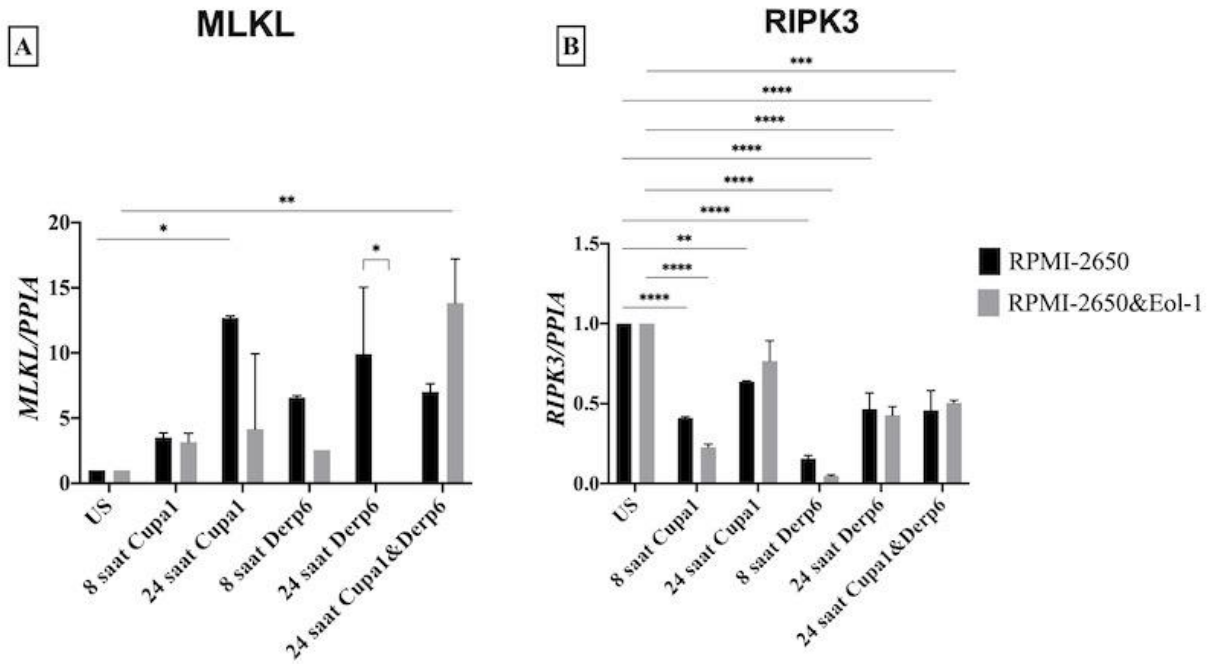 A
MLKL
MLKL/PPIA
20
15
10
5
0
*
**
*
US
8 saat Cupa1
24 saat Cupa1
8 saat Derp6
24 saat Derp6
24 saat Cupa1&Derp6
B
RIPK3
RIPK3/PPIA
1.5
1.0
0.5
0.0
***
****
****
****
****
****
**
****
****
US
8 saat Cupa1
24 saat Cupa1
8 saat Derp6
24 saat Derp6
24 saat Cupa1&Derp6
RPMI-2650
RPMI-2650&Eol-1